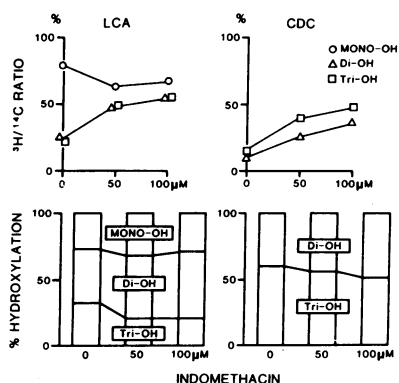 % LCA
% CDC
100
50
0
³H/¹⁴C RATIO
0 50 100μM
100
50
0
MONO-OH
Di-OH
Tri-OH
0 50 100μM
100
50
0
% HYDROXYLATION
MONO-OH
Di-OH
Tri-OH
0 50 100μM
100
50
0
Di-OH
Tri-OH
0 50 100μM
INDOMETHACIN